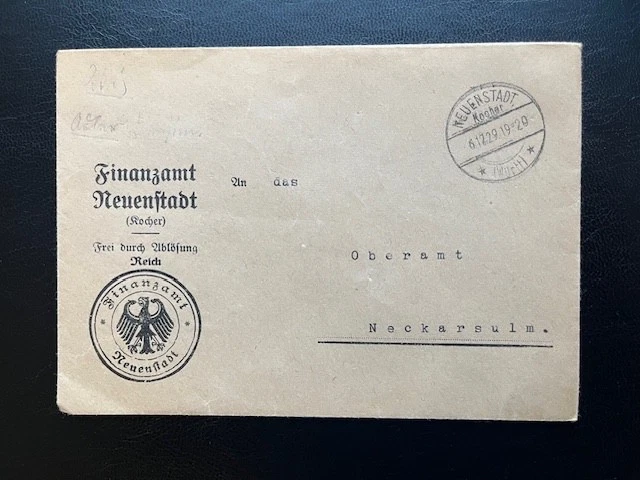 Finanzamt
Neuenstadt
(Kocher)
Frei durch Ablösung
Reich
Finanzamt
Neuenstadt
An das
Oberamt
Neckarsulm.
NEUENSTADT
Kocher
6.12.29.19-20
(Württ)